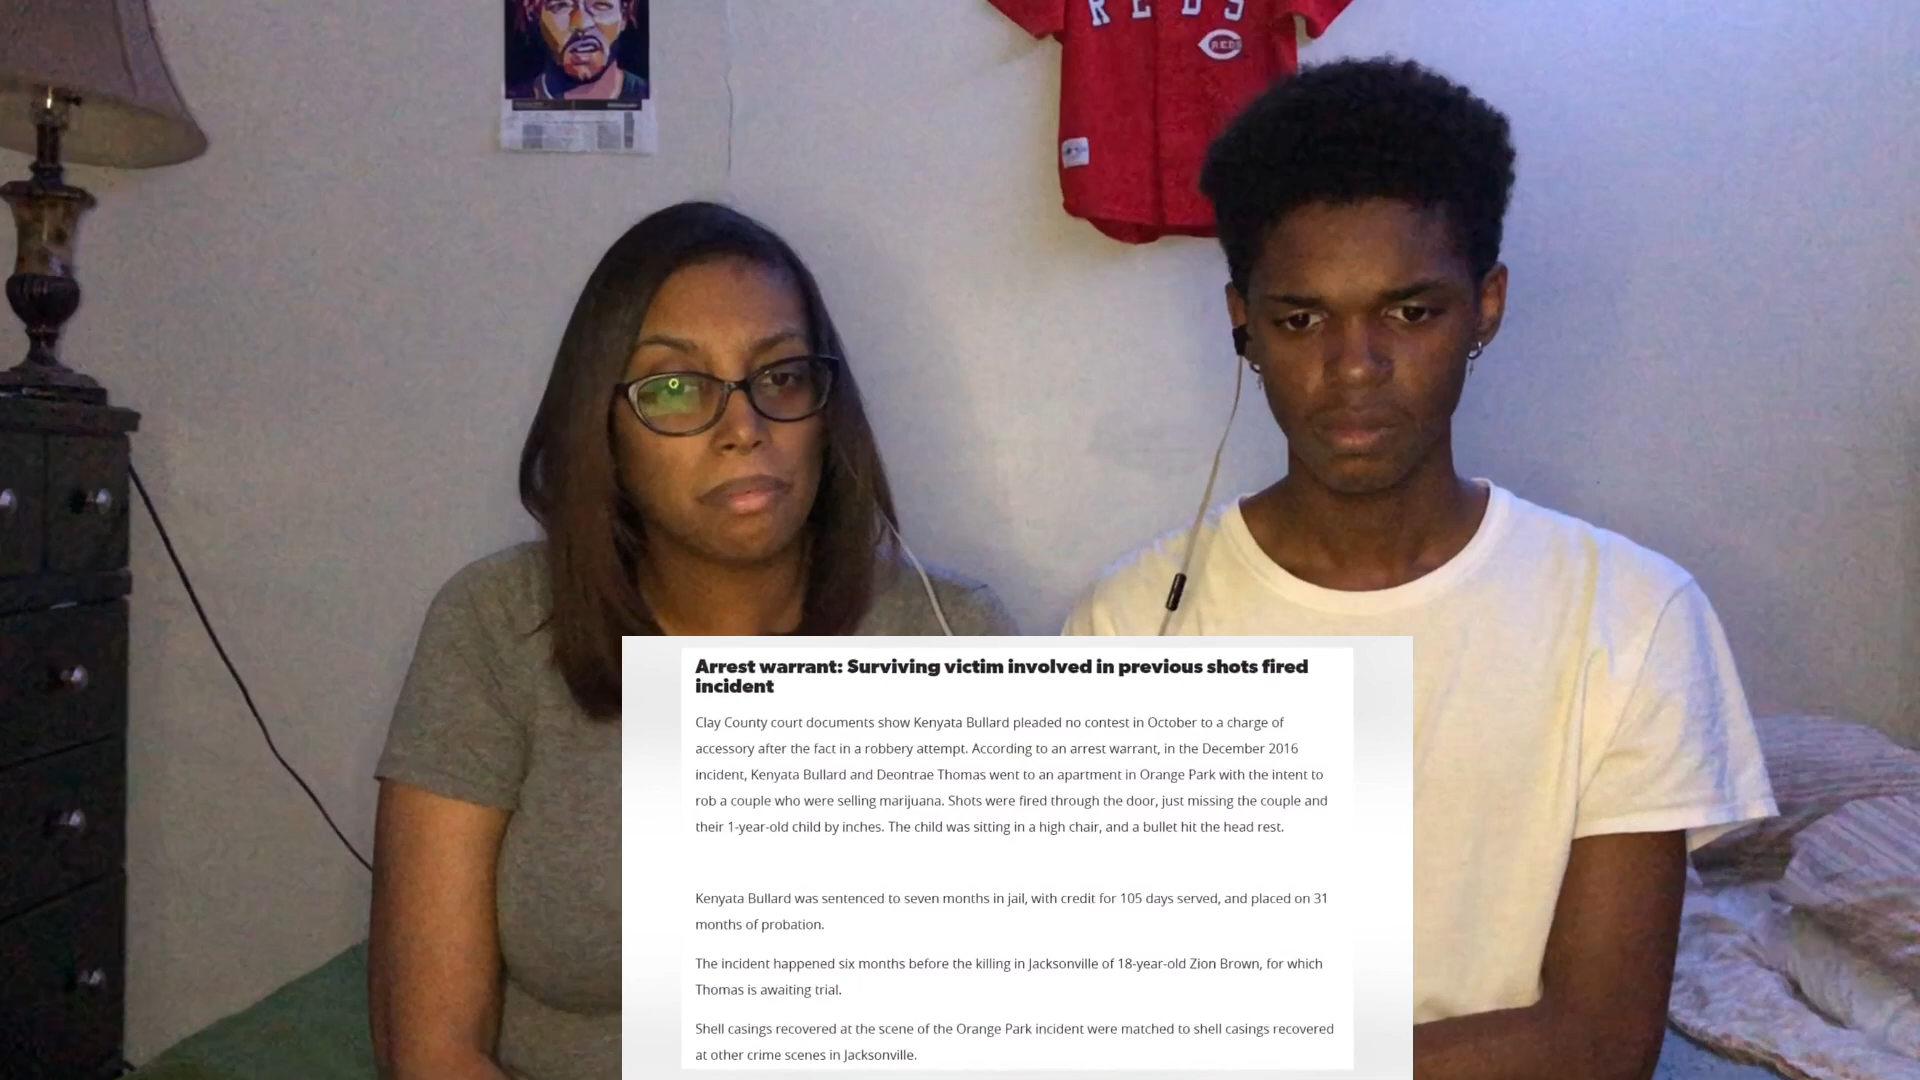 REDS
REDS
Arrest warrant: Surviving victim involved in previous shots fired
incident
Clay County court documents show Kenyata Bullard pleaded no contest in October to a charge of
accessory after the fact in a robbery attempt. According to an arrest warrant, in the December 2016
incident, Kenyata Bullard and Deontrae Thomas went to an apartment in Orange Park with the intent to
rob a couple who were selling marijuana. Shots were fired through the door, just missing the couple and
their 1-year-old child by inches. The child was sitting in a high chair, and a bullet hit the head rest.
Kenyata Bullard was sentenced to seven months in jail, with credit for 105 days served, and placed on 31
months of probation.
The incident happened six months before the killing in Jacksonville of 18-year-old Zion Brown, for which
Thomas is awaiting trial.
Shell casings recovered at the scene of the Orange Park incident were matched to shell casings recovered
at other crime scenes in Jacksonville.